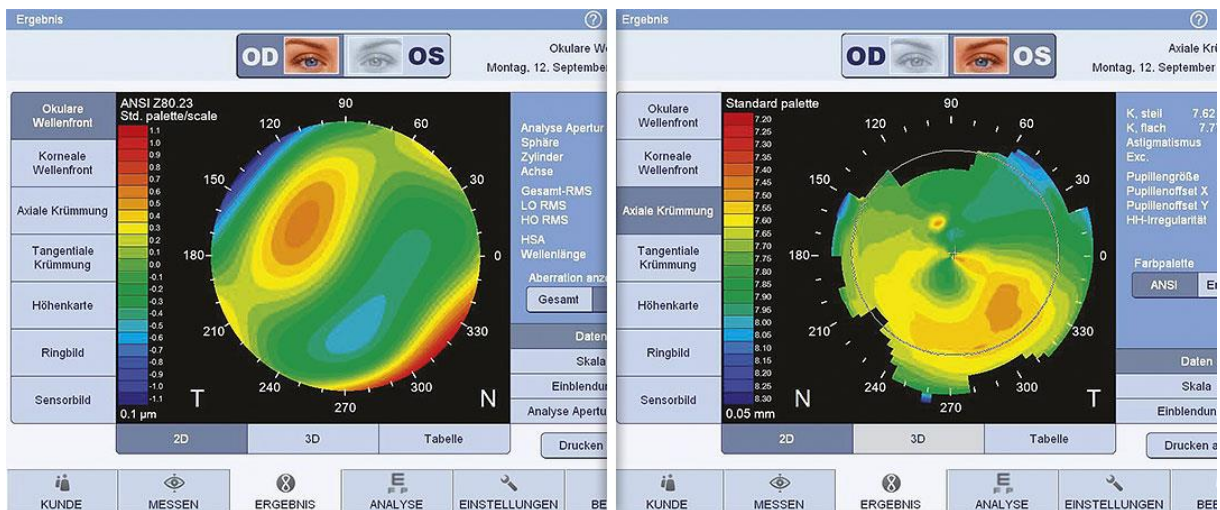 Ergebnis
OD OS
Okulare
Montag, 12. September
Okulare
Wellenfront
Korneale
Wellenfront
Axiale Krümmung
Tangentiale
Krümmung
Höhenkarte
Ringbild
Sensorbild
ANSI Z80.23
Std. palette/scale
1.1
1.0
0.9
0.8
0.7
0.6
0.5
0.4
0.3
0.2
0.1
0.0
-0.1
-0.2
-0.3
-0.4
-0.5
-0.6
-0.7
-0.8
-0.9
-1.0
-1.1
0.1 µm
90
120 60
150
180 0
210 330
240 300
270
T N
Analyse Apertur
Sphäre
Zylinder
Achse
Gesamt-RMS
LO RMS
HO RMS
HSA
Wellenlänge
Aberration
Gesamt
Daten
Skala
Analyse
Drucken
2D 3D Tabelle
KUNDE MESSEN ERGEBNIS ANALYSE EINSTELLUNGEN
Ergebnis
OD OS
Axiale
Montag, 12. September
Okulare
Wellenfront
Korneale
Wellenfront
Axiale Krümmung
Tangentiale
Krümmung
Höhenkarte
Ringbild
Sensorbild
Standard palette
7.20
7.25
7.30
7.35
7.40
7.45
7.50
7.55
7.60
7.65
7.70
7.75
7.80
7.85
7.90
7.95
8.00
8.05
8.10
8.15
8.20
8.25
8.30
0.05 mm
90
120 60
150 30
180 0
210 330
240 300
270
N T
K, steil 7.62
K, flach
Astigmatismus
Exc.
Pupillengröße
Pupillenoffset X
Pupillenoffset Y
HH-Irregularität
Farbpalette
ANSI
Daten
Skala
Drucken
2D 3D Tabelle
KUNDE MESSEN ERGEBNIS ANALYSE EINSTELLUNGEN